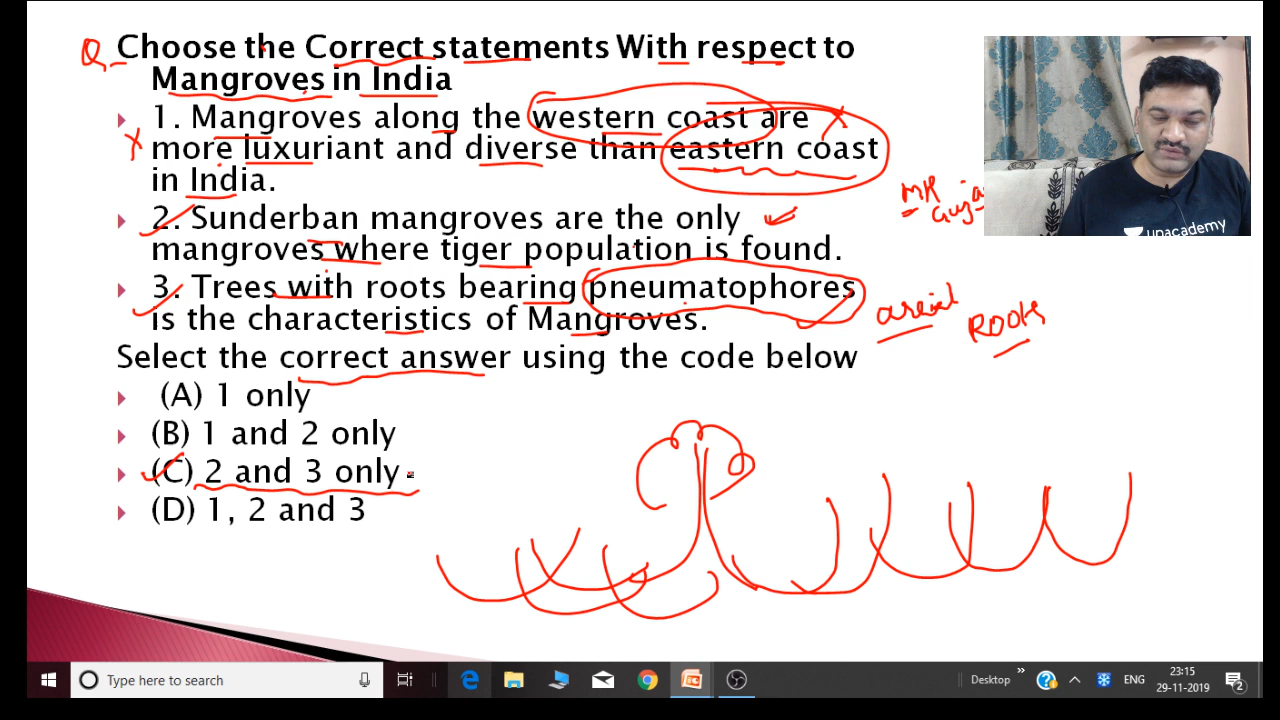 Q. Choose the Correct statements With respect to
Mangroves in India
1. Mangroves along the western coast are
more luxuriant and diverse than eastern coast
in India.
2. Sunderban mangroves are the only
mangroves where tiger population is found.
3. Trees with roots bearing pneumatophores
is the characteristics of Mangroves.
Select the correct answer using the code below
(A) 1 only
(B) 1 and 2 only
(C) 2 and 3 only
(D) 1, 2 and 3
MH
Guj
unacademy
Roots
Type here to search
Desktop
ENG
23:15
29-11-2019
2